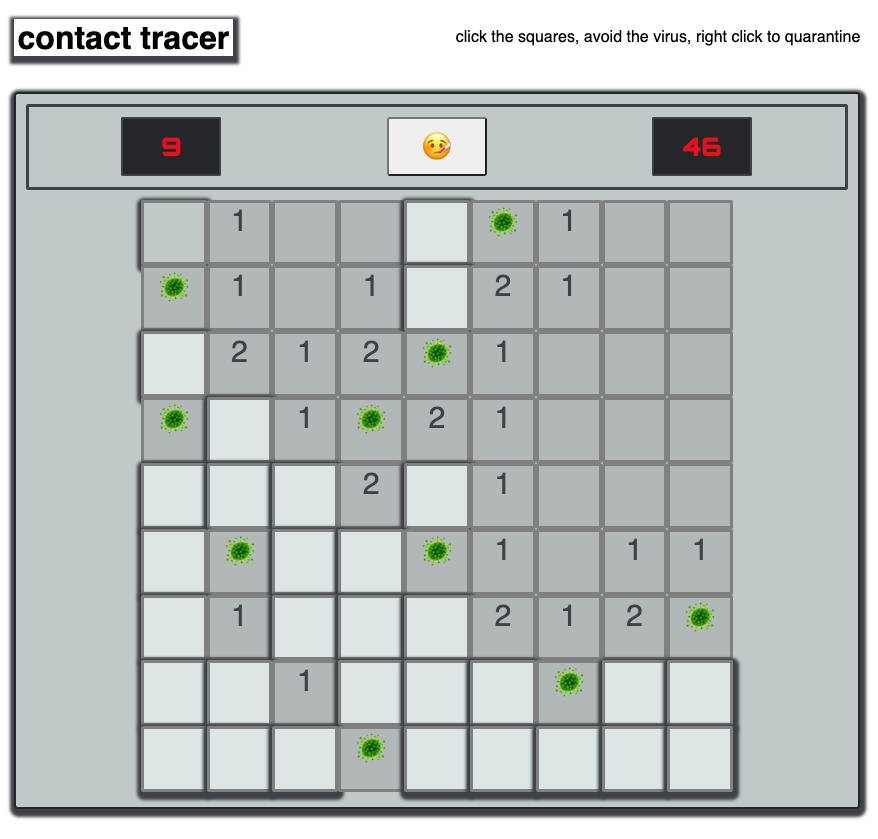 contact tracer
click the squares, avoid the virus, right click to quarantine
9 46
1 1
1 1 2 1
2 1 2 1
1 2 1
2 1
1 1 1
1 2 1 2
1